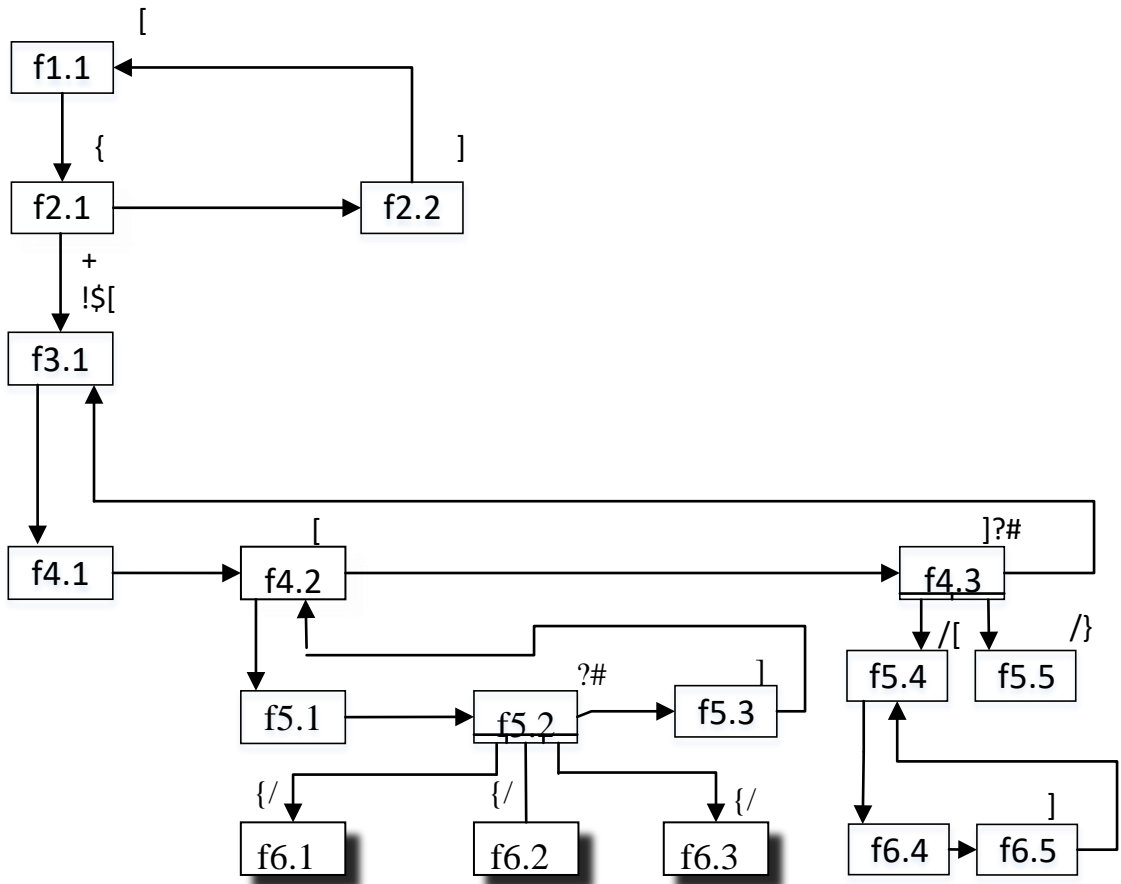 [
f1.1
{
]
f2.1
f2.2
+
!$[
f3.1
[
]?#
f4.1
f4.2
f4.3
/[
/}
?#
]
f5.1
f5.2
f5.3
f5.4
f5.5
{/
{/
{/
]
f6.1
f6.2
f6.3
f6.4
f6.5